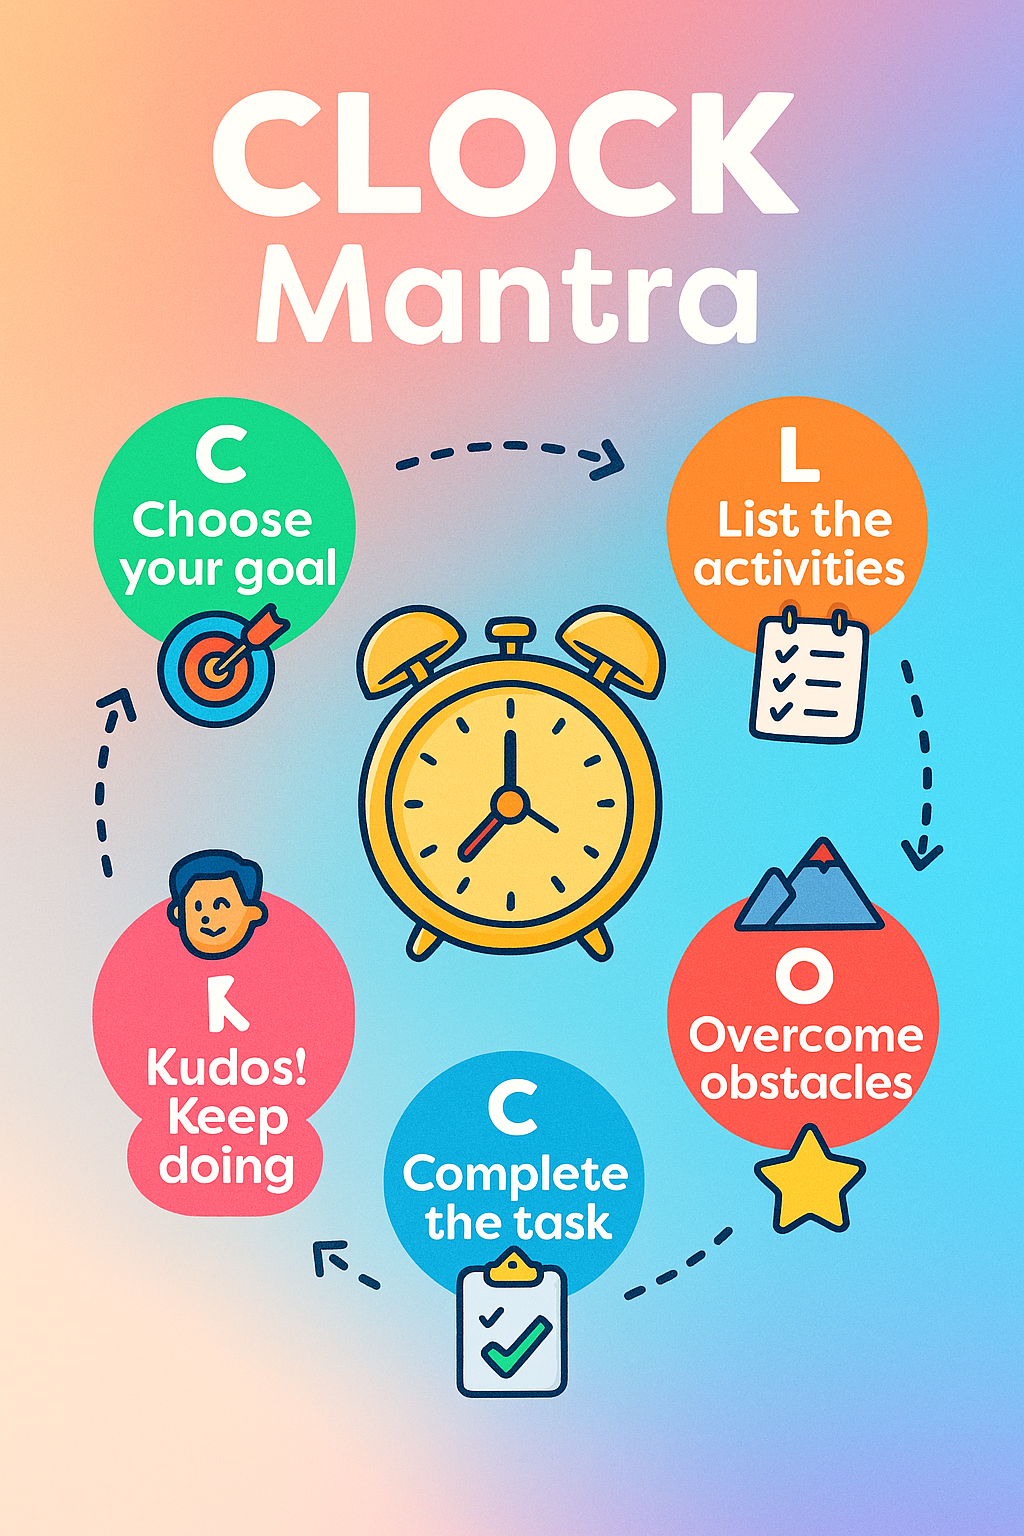 CLOCK
Mantra
C
Choose
your goal
L
List the
activities
O
Overcome
obstacles
C
Complete
the task
K
Kudos!
Keep
doing